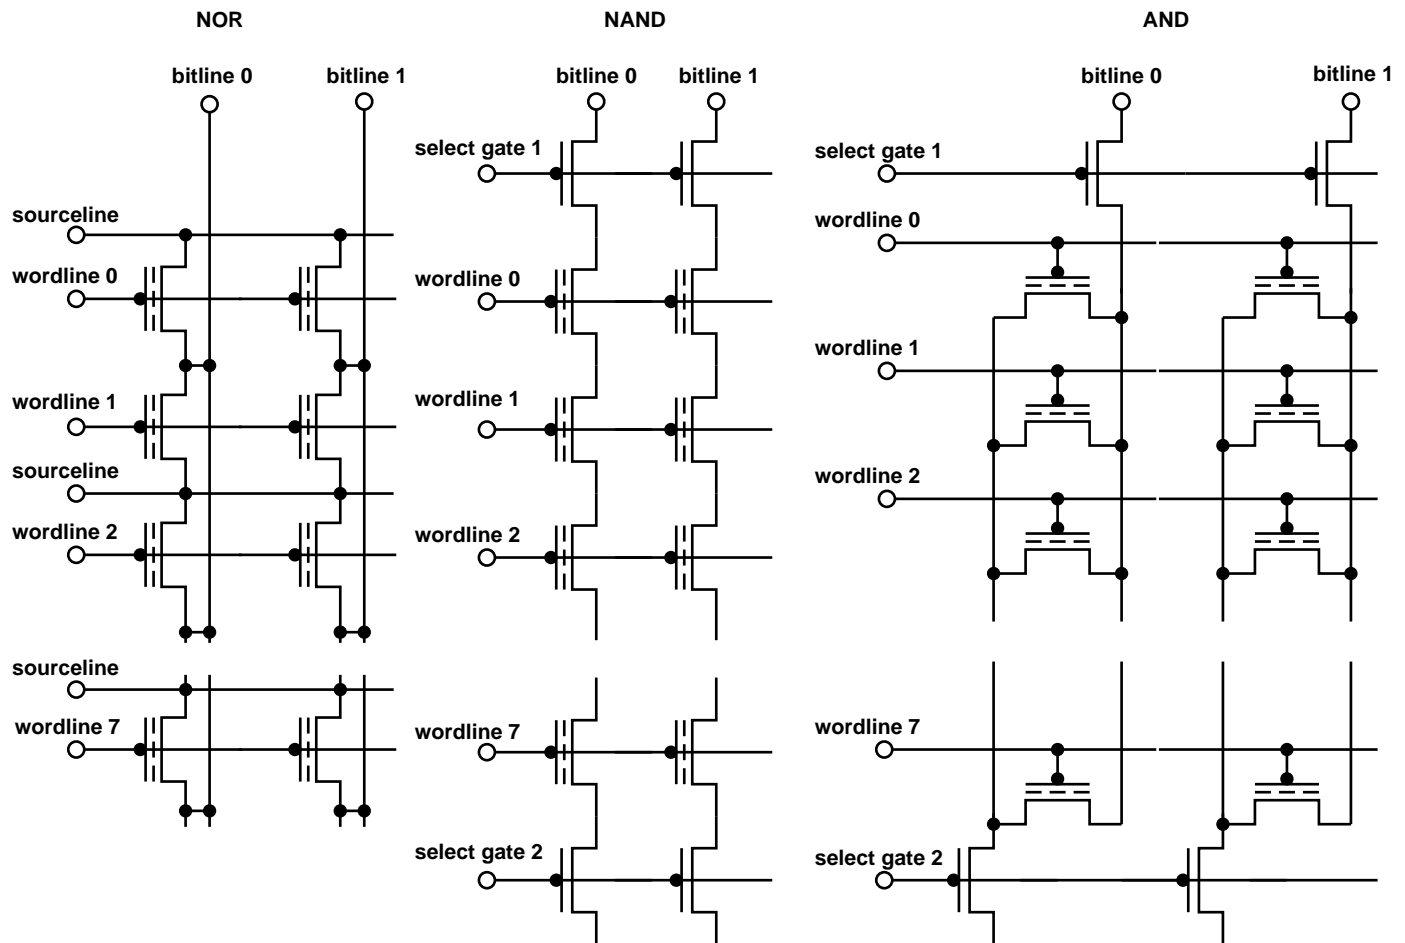 NOR
bitline 0
bitline 1
sourceline
wordline 0
wordline 1
sourceline
wordline 2
sourceline
wordline 7
NAND
bitline 0
bitline 1
select gate 1
wordline 0
wordline 1
wordline 2
wordline 7
select gate 2
AND
bitline 0
bitline 1
select gate 1
wordline 0
wordline 1
wordline 2
wordline 7
select gate 2